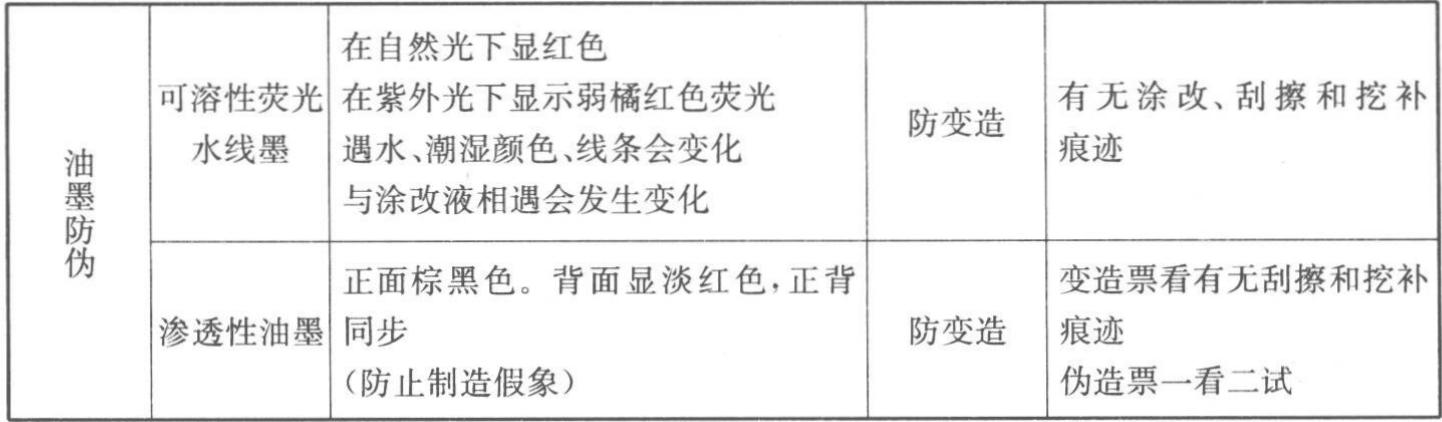 油墨防伪
可溶性荧光
水线墨
在自然光下显红色
在紫外光下显示弱橘红色荧光
遇水、潮湿颜色、线条会变化
与涂改液相遇会发生变化
防变造
有无涂改、刮擦和挖补
痕迹
渗透性油墨
正面棕黑色。背面显淡红色,正背
同步
(防止制造假象)
防变造
变造票看有无刮擦和挖补
痕迹
伪造票一看二试